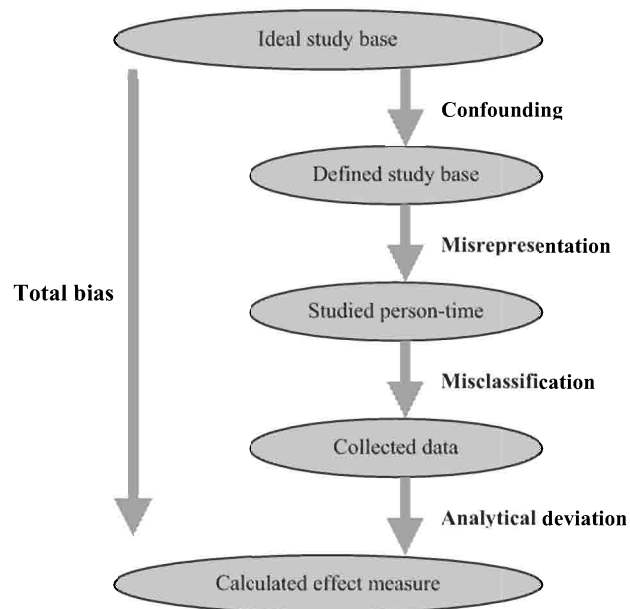 Ideal study base
Confounding
Defined study base
Misrepresentation
Total bias
Studied person-time
Misclassification
Collected data
Analytical deviation
Calculated effect measure